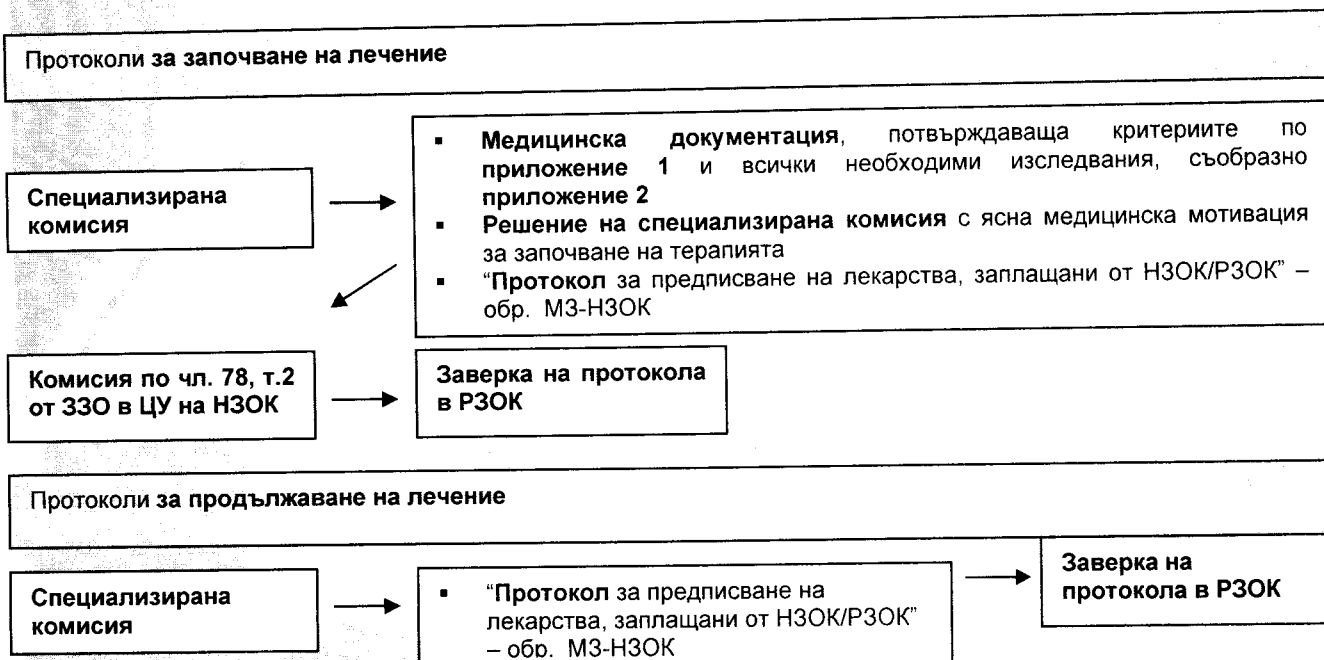 Протоколи за започване на лечение
Специализирана
комисия
▪ Медицинска документация, потвърждаваща критериите по
приложение 1 и всички необходими изследвания, съобразно
приложение 2
▪ Решение на специализирана комисия с ясна медицинска мотивация
за започване на терапията
▪ “Протокол за предписване на лекарства, заплащани от НЗОК/РЗОК” –
обр. МЗ-НЗОК
Комисия по чл. 78, т.2
от ЗЗО в ЦУ на НЗОК
Заверка на протокола
в РЗОК
Протоколи за продължаване на лечение
Специализирана
комисия
▪ “Протокол за предписване на
лекарства, заплащани от НЗОК/РЗОК”
– обр. МЗ-НЗОК
Заверка на
протокола в РЗОК